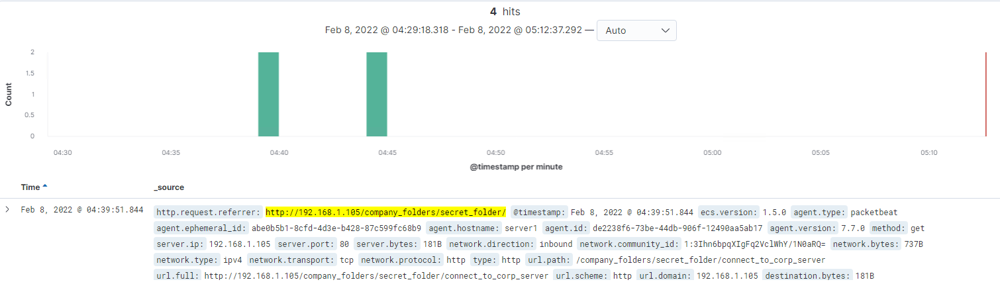 4 hits
Feb 8, 2022 @ 04:29:18.318 - Feb 8, 2022 @ 05:12:37.292 — Auto
Count
2
1.5
1
0.5
0
04:30 04:35 04:40 04:45 04:50 04:55 05:00 05:05 05:10
@timestamp per minute
Time _source
Feb 8, 2022 @ 04:39:51.844 http.request.referrer: http://192.168.1.105/company_folders/secret_folder/ @timestamp: Feb 8, 2022 @ 04:39:51.844 ecs.version: 1.5.0 agent.type: packetbeat
agent.ephemeral_id: abe0b5b1-8cfd-4d3e-b428-87c599fc68b9 agent.hostname: server1 agent.id: de2238f6-73be-44db-906f-12490aa5ab17 agent.version: 7.7.0 method: get
server.ip: 192.168.1.105 server.port: 80 server.bytes: 181B network.direction: inbound network.community_id: 1:3Ihn6bpqXIgFq2VclWhY/1N0aRQ= network.bytes: 737B
network.type: ipv4 network.transport: tcp network.protocol: http type: http url.path: /company_folders/secret_folder/connect_to_corp_server
url.full: http://192.168.1.105/company_folders/secret_folder/connect_to_corp_server url.scheme: http url.domain: 192.168.1.105 destination.bytes: 181B